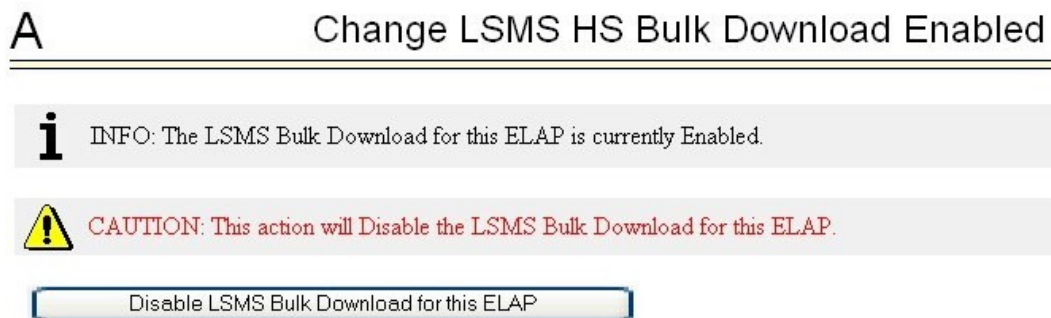 A Change LSMS HS Bulk Download Enabled
i INFO: The LSMS Bulk Download for this ELAP is currently Enabled.
CAUTION: This action will Disable the LSMS Bulk Download for this ELAP.
Disable LSMS Bulk Download for this ELAP